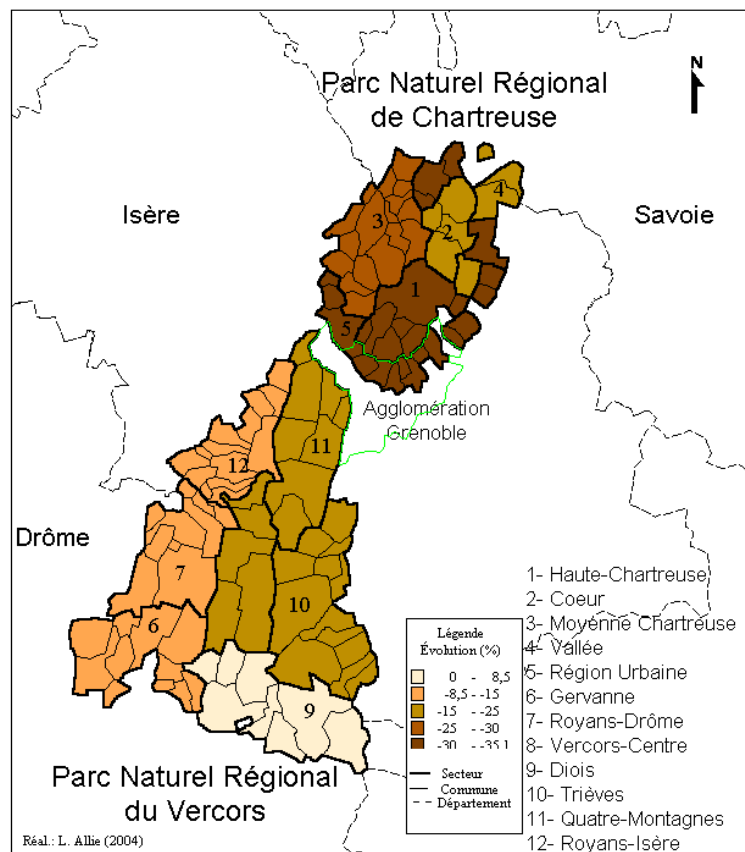 N
Parc Naturel Régional
de Chartreuse
Isère
Savoie
4
3
2
1
5
Agglomération
Grenoble
11
12
Drôme
7
10
6
9
1- Haute-Chartreuse
2- Coeur
3- Moyenne Chartreuse
4- Vallée
5- Région Urbaine
6- Gervanne
7- Royans-Drôme
8- Vercors-Centre
9- Diois
10- Trièves
11- Quatre-Montagnes
12- Royans-Isère
Légende
Évolution (%)
0 - 8,5
-8,5 - -15
-15 - -25
-25 - -30
-30 - -35,1
Secteur
Commune
Département
Parc Naturel Régional
du Vercors
Réal.: L. Allie (2004)